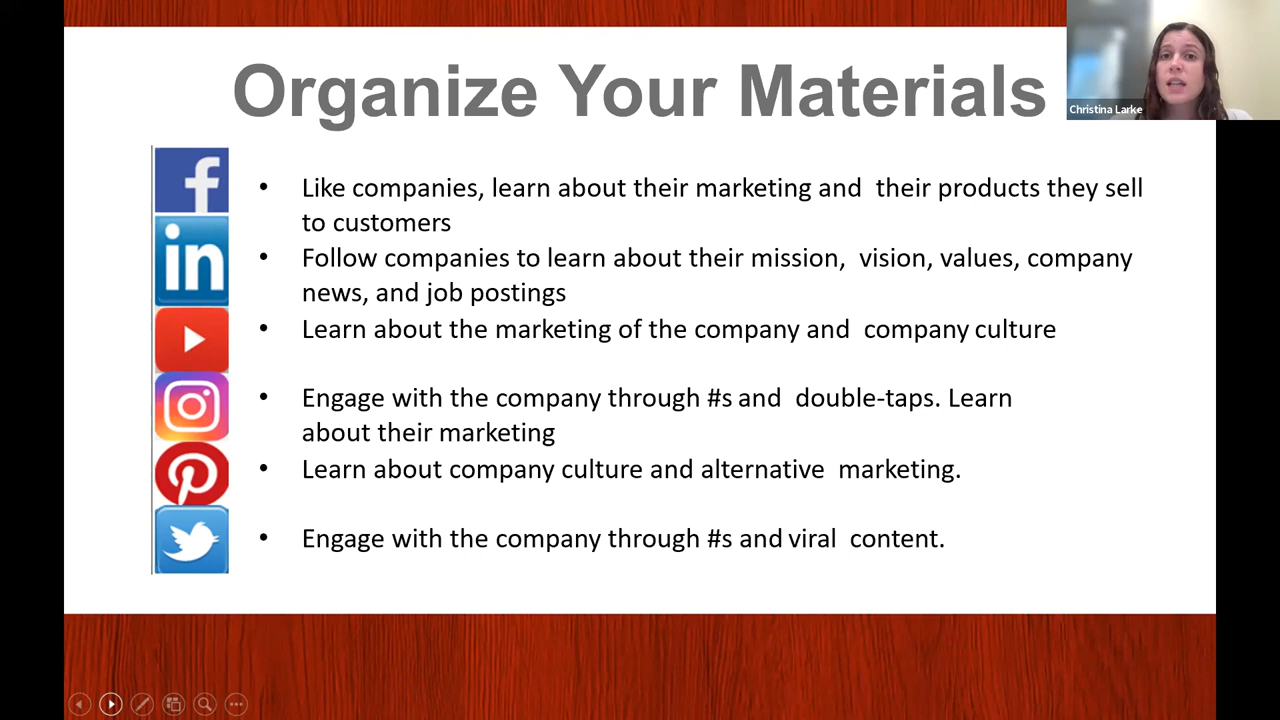 Organize Your Materials
Christina Larke
f
Like companies, learn about their marketing and their products they sell
to customers
in
Follow companies to learn about their mission, vision, values, company
news, and job postings
Learn about the marketing of the company and company culture
Engage with the company through #s and double-taps. Learn
about their marketing
Learn about company culture and alternative marketing.
Engage with the company through #s and viral content.